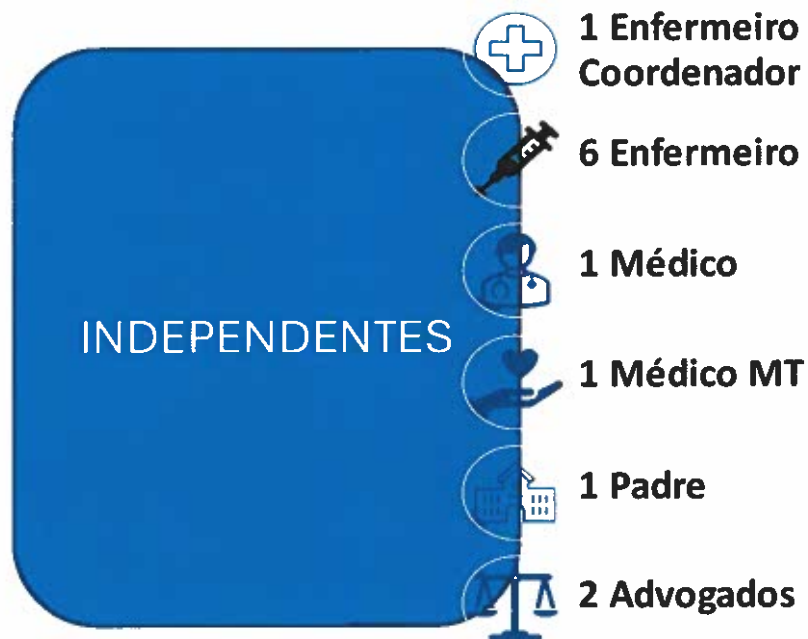 1 Enfermeiro
Coordenador
6 Enfermeiro
1 Médico
INDEPENDENTES
1 Médico MT
1 Padre
2 Advogados